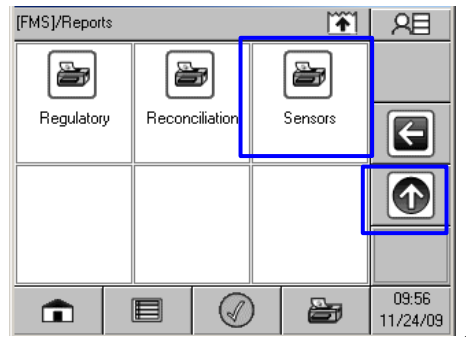 [FMS]/Reports
Regulatory
Reconciliation
Sensors
09:56
11/24/09